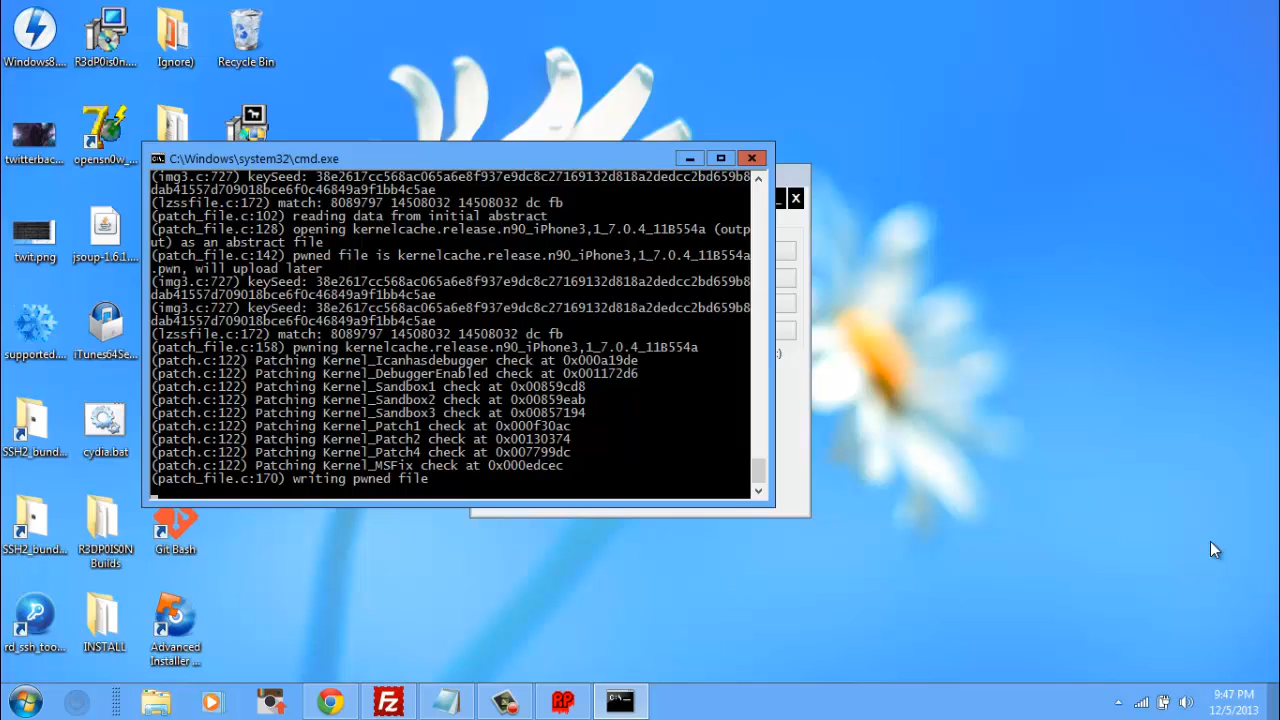 Windows8....
R3dP0is0n....
Ignore)
Recycle Bin
twitterbac...
opensn0w_...
twit.png
jsoup-1.6.1....
supported....
iTunes64Se...
SSH2_bund...
cydia.bat
SSH2_bund...
R3DP0IS0N
Builds
Git Bash
rd_ssh_too...
INSTALL
Advanced
Installer ...
C:\Windows\system32\cmd.exe
(img3.c:727) keySeed: 38e2617cc568ac065a6e8f937e9dc8c27169132d818a2dedcc2bd659b8
dab41557d709018bce6f0c46849a9f1bb4c5ae
(lzssfile.c:172) match: 8089797 14508032 14508032 dc fb
(patch_file.c:102) reading data from initial abstract
(patch_file.c:128) opening kernelcache.release.n90_iPhone3,1_7.0.4_11B554a (outp
ut) as an abstract file
(patch_file.c:142) pwned file is kernelcache.release.n90_iPhone3,1_7.0.4_11B554a
.pwn, will upload later
(img3.c:727) keySeed: 38e2617cc568ac065a6e8f937e9dc8c27169132d818a2dedcc2bd659b8
dab41557d709018bce6f0c46849a9f1bb4c5ae
(img3.c:727) keySeed: 38e2617cc568ac065a6e8f937e9dc8c27169132d818a2dedcc2bd659b8
dab41557d709018bce6f0c46849a9f1bb4c5ae
(lzssfile.c:172) match: 8089797 14508032 14508032 dc fb
(patch_file.c:158) pwning kernelcache.release.n90_iPhone3,1_7.0.4_11B554a
(patch.c:122) Patching Kernel_Icanhasdebugger check at 0x000a19de
(patch.c:122) Patching Kernel_DebuggerEnabled check at 0x001172d6
(patch.c:122) Patching Kernel_Sandbox1 check at 0x00859cd8
(patch.c:122) Patching Kernel_Sandbox2 check at 0x00859eab
(patch.c:122) Patching Kernel_Sandbox3 check at 0x00857194
(patch.c:122) Patching Kernel_Patch1 check at 0x000f30ac
(patch.c:122) Patching Kernel_Patch2 check at 0x00130374
(patch.c:122) Patching Kernel_Patch4 check at 0x007799dc
(patch.c:122) Patching Kernel_MSFix check at 0x000edcec
(patch_file.c:170) writing pwned file
9:47 PM
12/5/2013